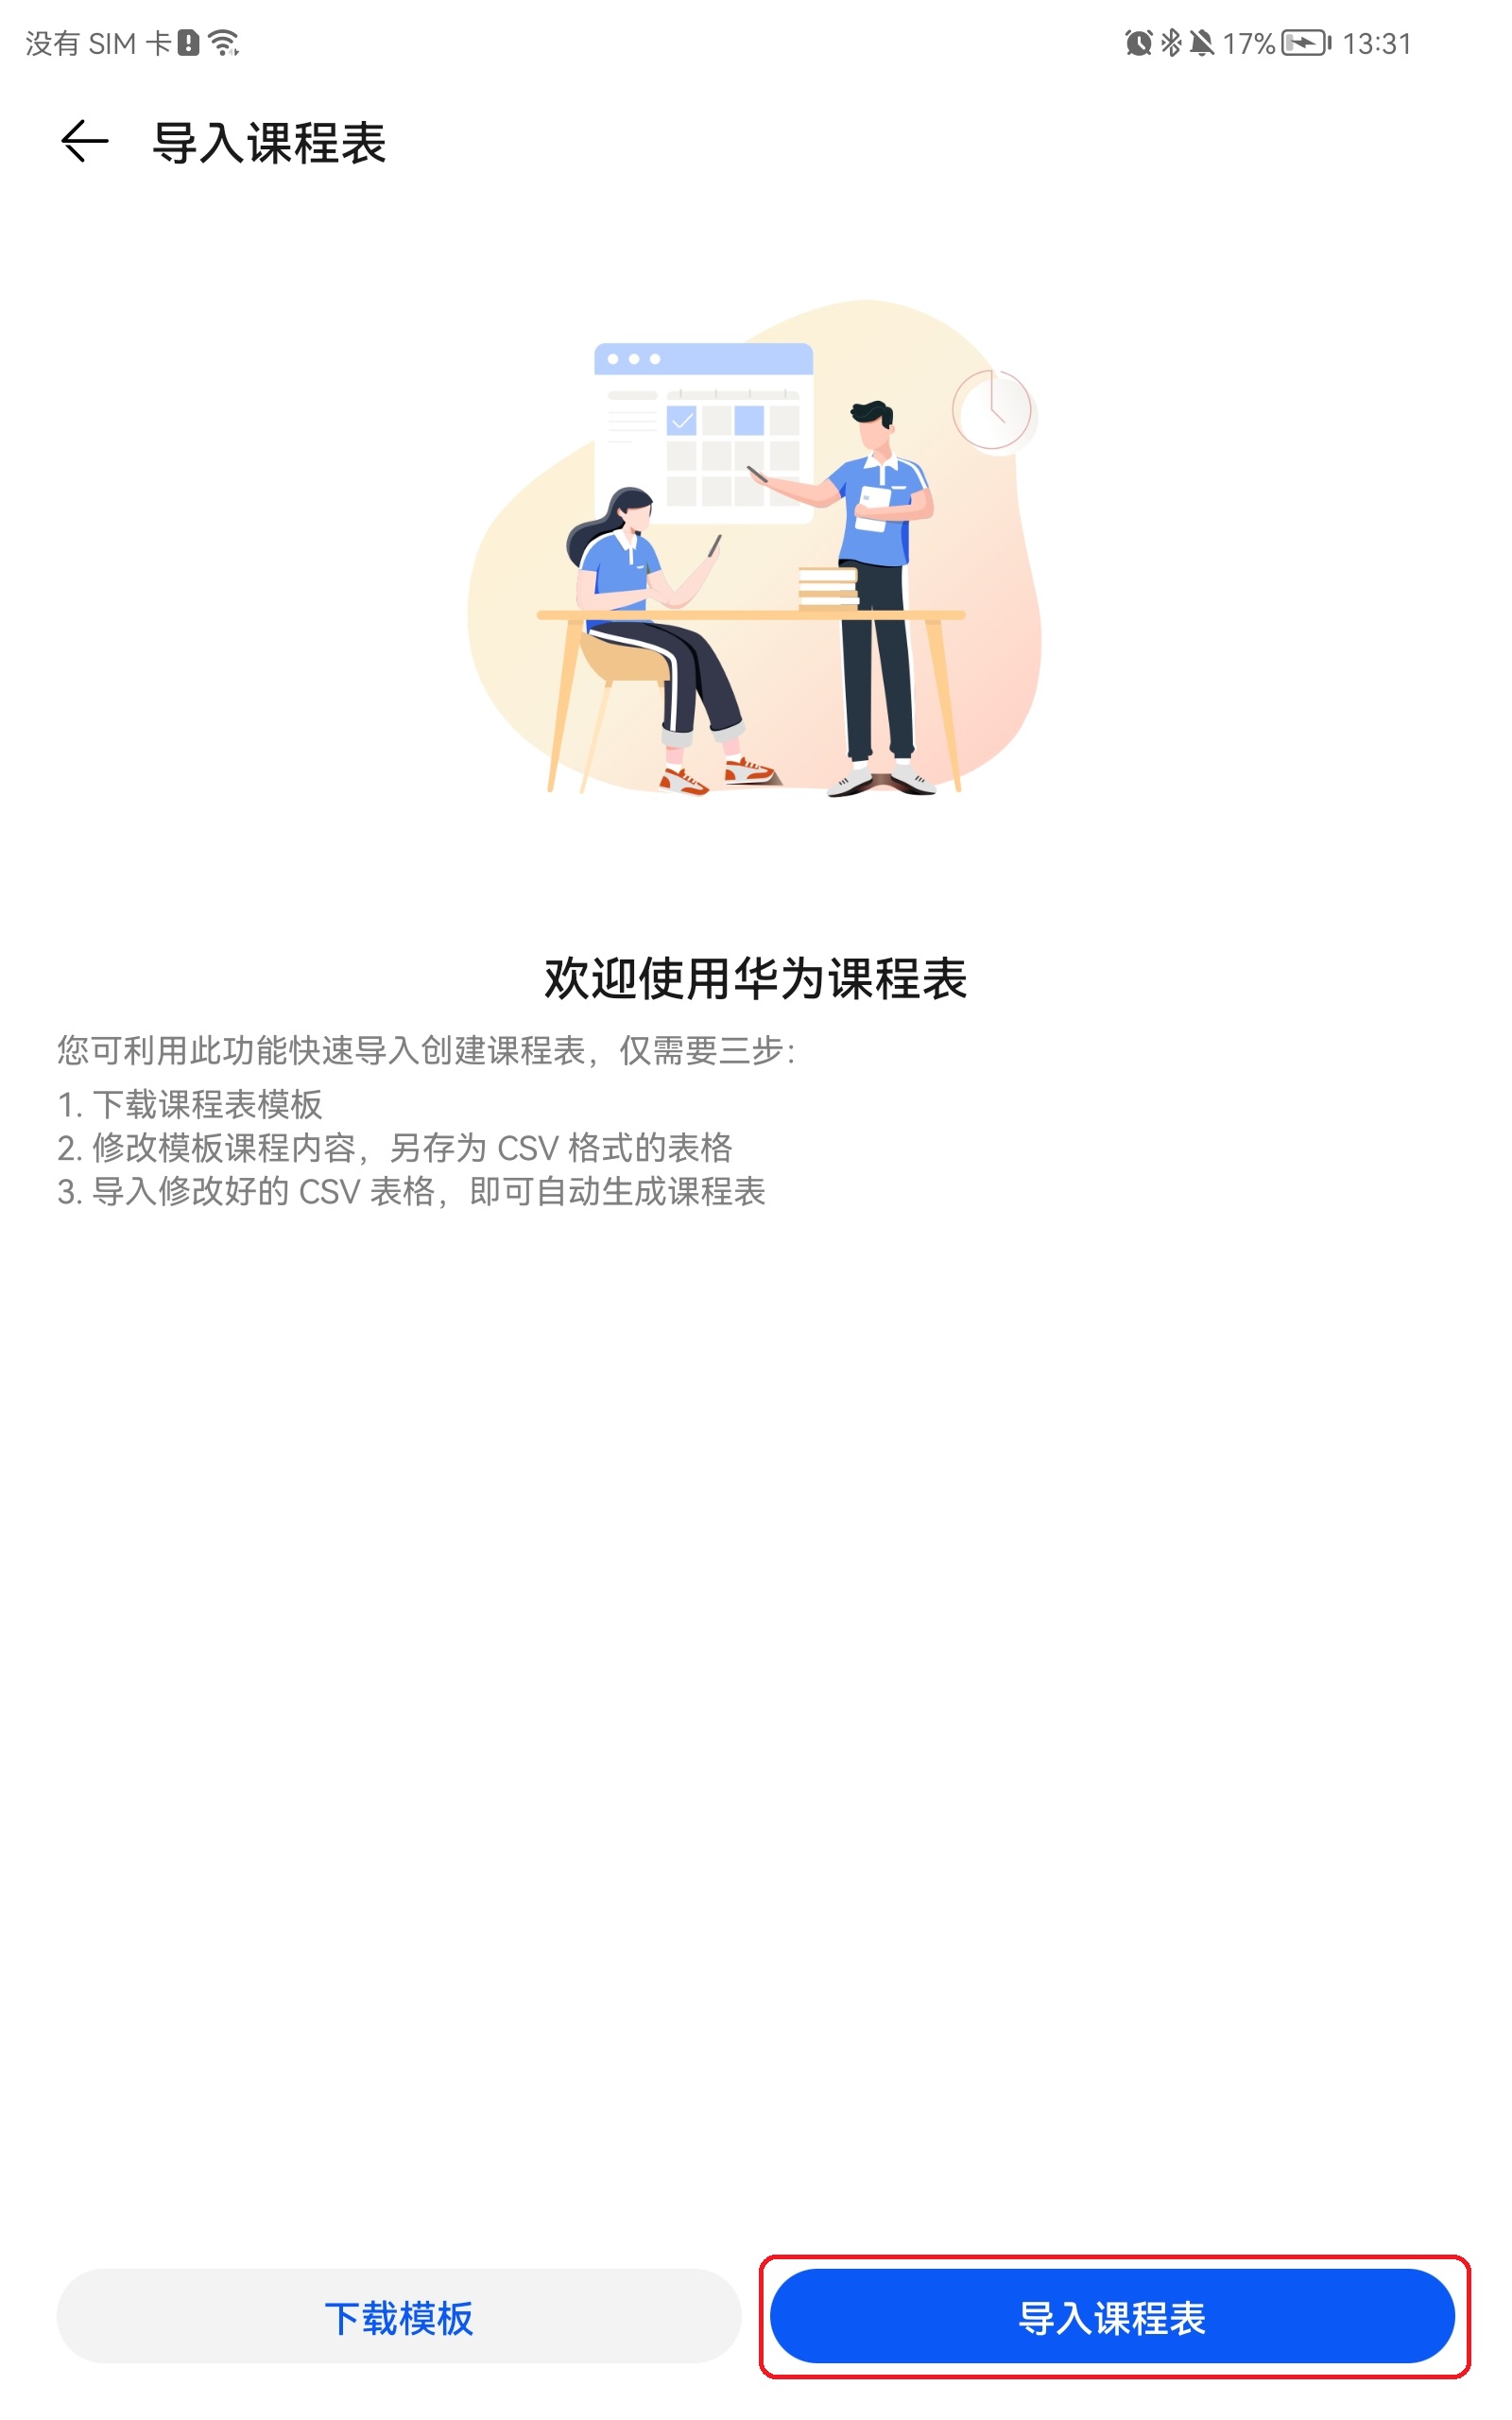 没有 SIM 卡 17% 13:31
导入课程表
欢迎使用华为课程表
您可利用此功能快速导入创建课程表，仅需要三步：
1. 下载课程表模板
2. 修改模板课程内容，另存为 CSV 格式的表格
3. 导入修改好的 CSV 表格，即可自动生成课程表
下载模板 导入课程表